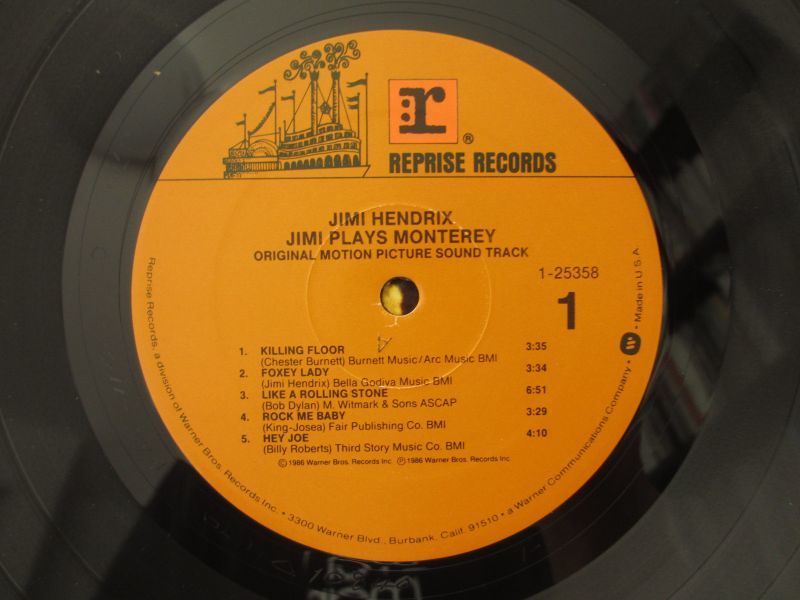 r
®
REPRISE RECORDS
JIMI HENDRIX
JIMI PLAYS MONTEREY
ORIGINAL MOTION PICTURE SOUND TRACK
1-25358
1
1. KILLING FLOOR 3:35
(Chester Burnett) Burnett Music/Arc Music BMI
2. FOXEY LADY 3:34
(Jimi Hendrix) Bella Godiva Music BMI
3. LIKE A ROLLING STONE 6:51
(Bob Dylan) M. Witmark & Sons ASCAP
4. ROCK ME BABY 3:29
(King-Josea) Fair Publishing Co. BMI
5. HEY JOE 4:10
(Billy Roberts) Third Story Music Co. BMI
©1986 Warner Bros. Records Inc. ℗1986 Warner Bros. Records Inc.
Reprise Records, a division of Warner Bros. Records Inc. • 3300 Warner Blvd., Burbank, Calif. 91510 • a Warner Communications Company • Made in U.S.A.